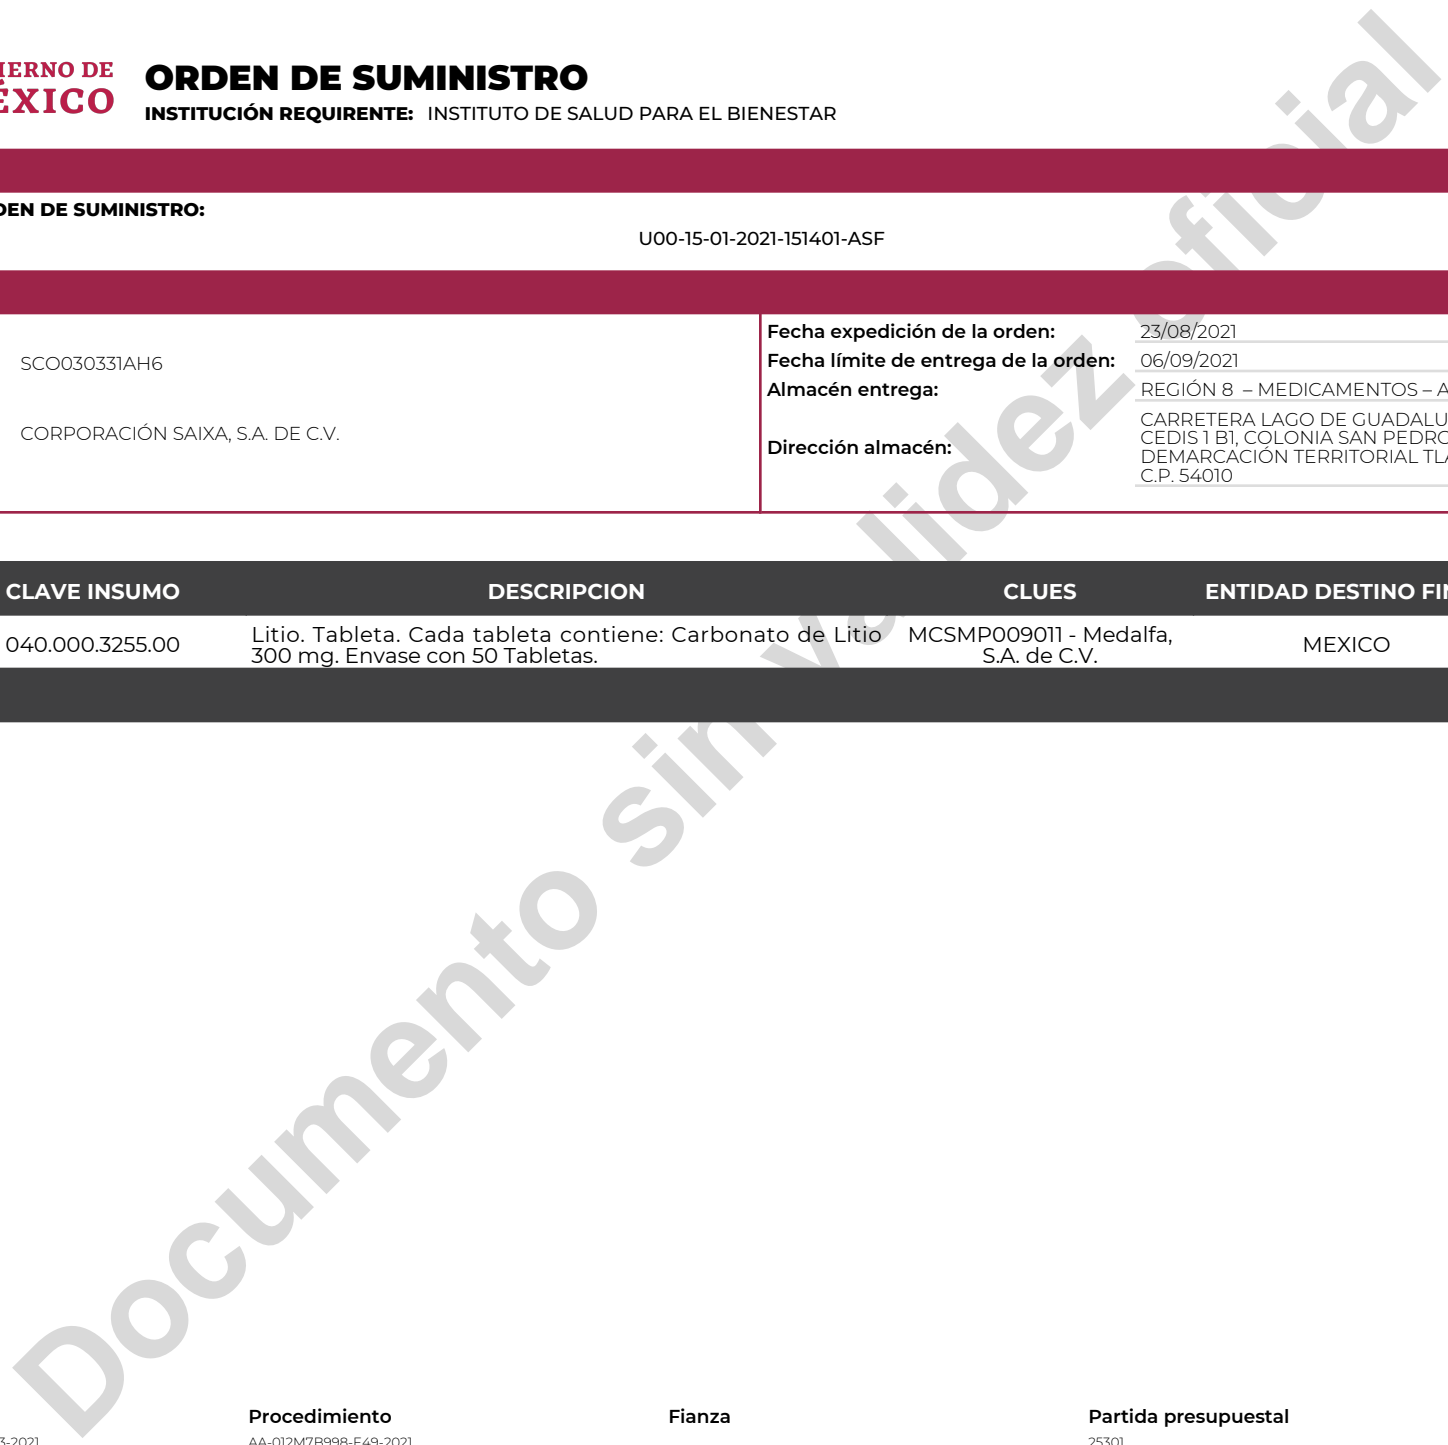 IERNO DE
ÉXICO
ORDEN DE SUMINISTRO
INSTITUCIÓN REQUIRENTE: INSTITUTO DE SALUD PARA EL BIENESTAR
DEN DE SUMINISTRO:
U00-15-01-2021-151401-ASF
SCO030331AH6
CORPORACIÓN SAIXA, S.A. DE C.V.
Fecha expedición de la orden: 23/08/2021
Fecha límite de entrega de la orden: 06/09/2021
Almacén entrega: REGIÓN 8 – MEDICAMENTOS – A
Dirección almacén:
CARRETERA LAGO DE GUADALU
CEDIS 1 B1, COLONIA SAN PEDRO
DEMARCACIÓN TERRITORIAL TLA
C.P. 54010
CLAVE INSUMO DESCRIPCION CLUES ENTIDAD DESTINO FIN
040.000.3255.00
Litio. Tableta. Cada tableta contiene: Carbonato de Litio
300 mg. Envase con 50 Tabletas.
MCSMP009011 - Medalfa,
S.A. de C.V.
MEXICO
Documento sin validez oficial
Procedimiento Fianza Partida presupuestal
3-2021 AA-012M7B998-E49-2021 25301